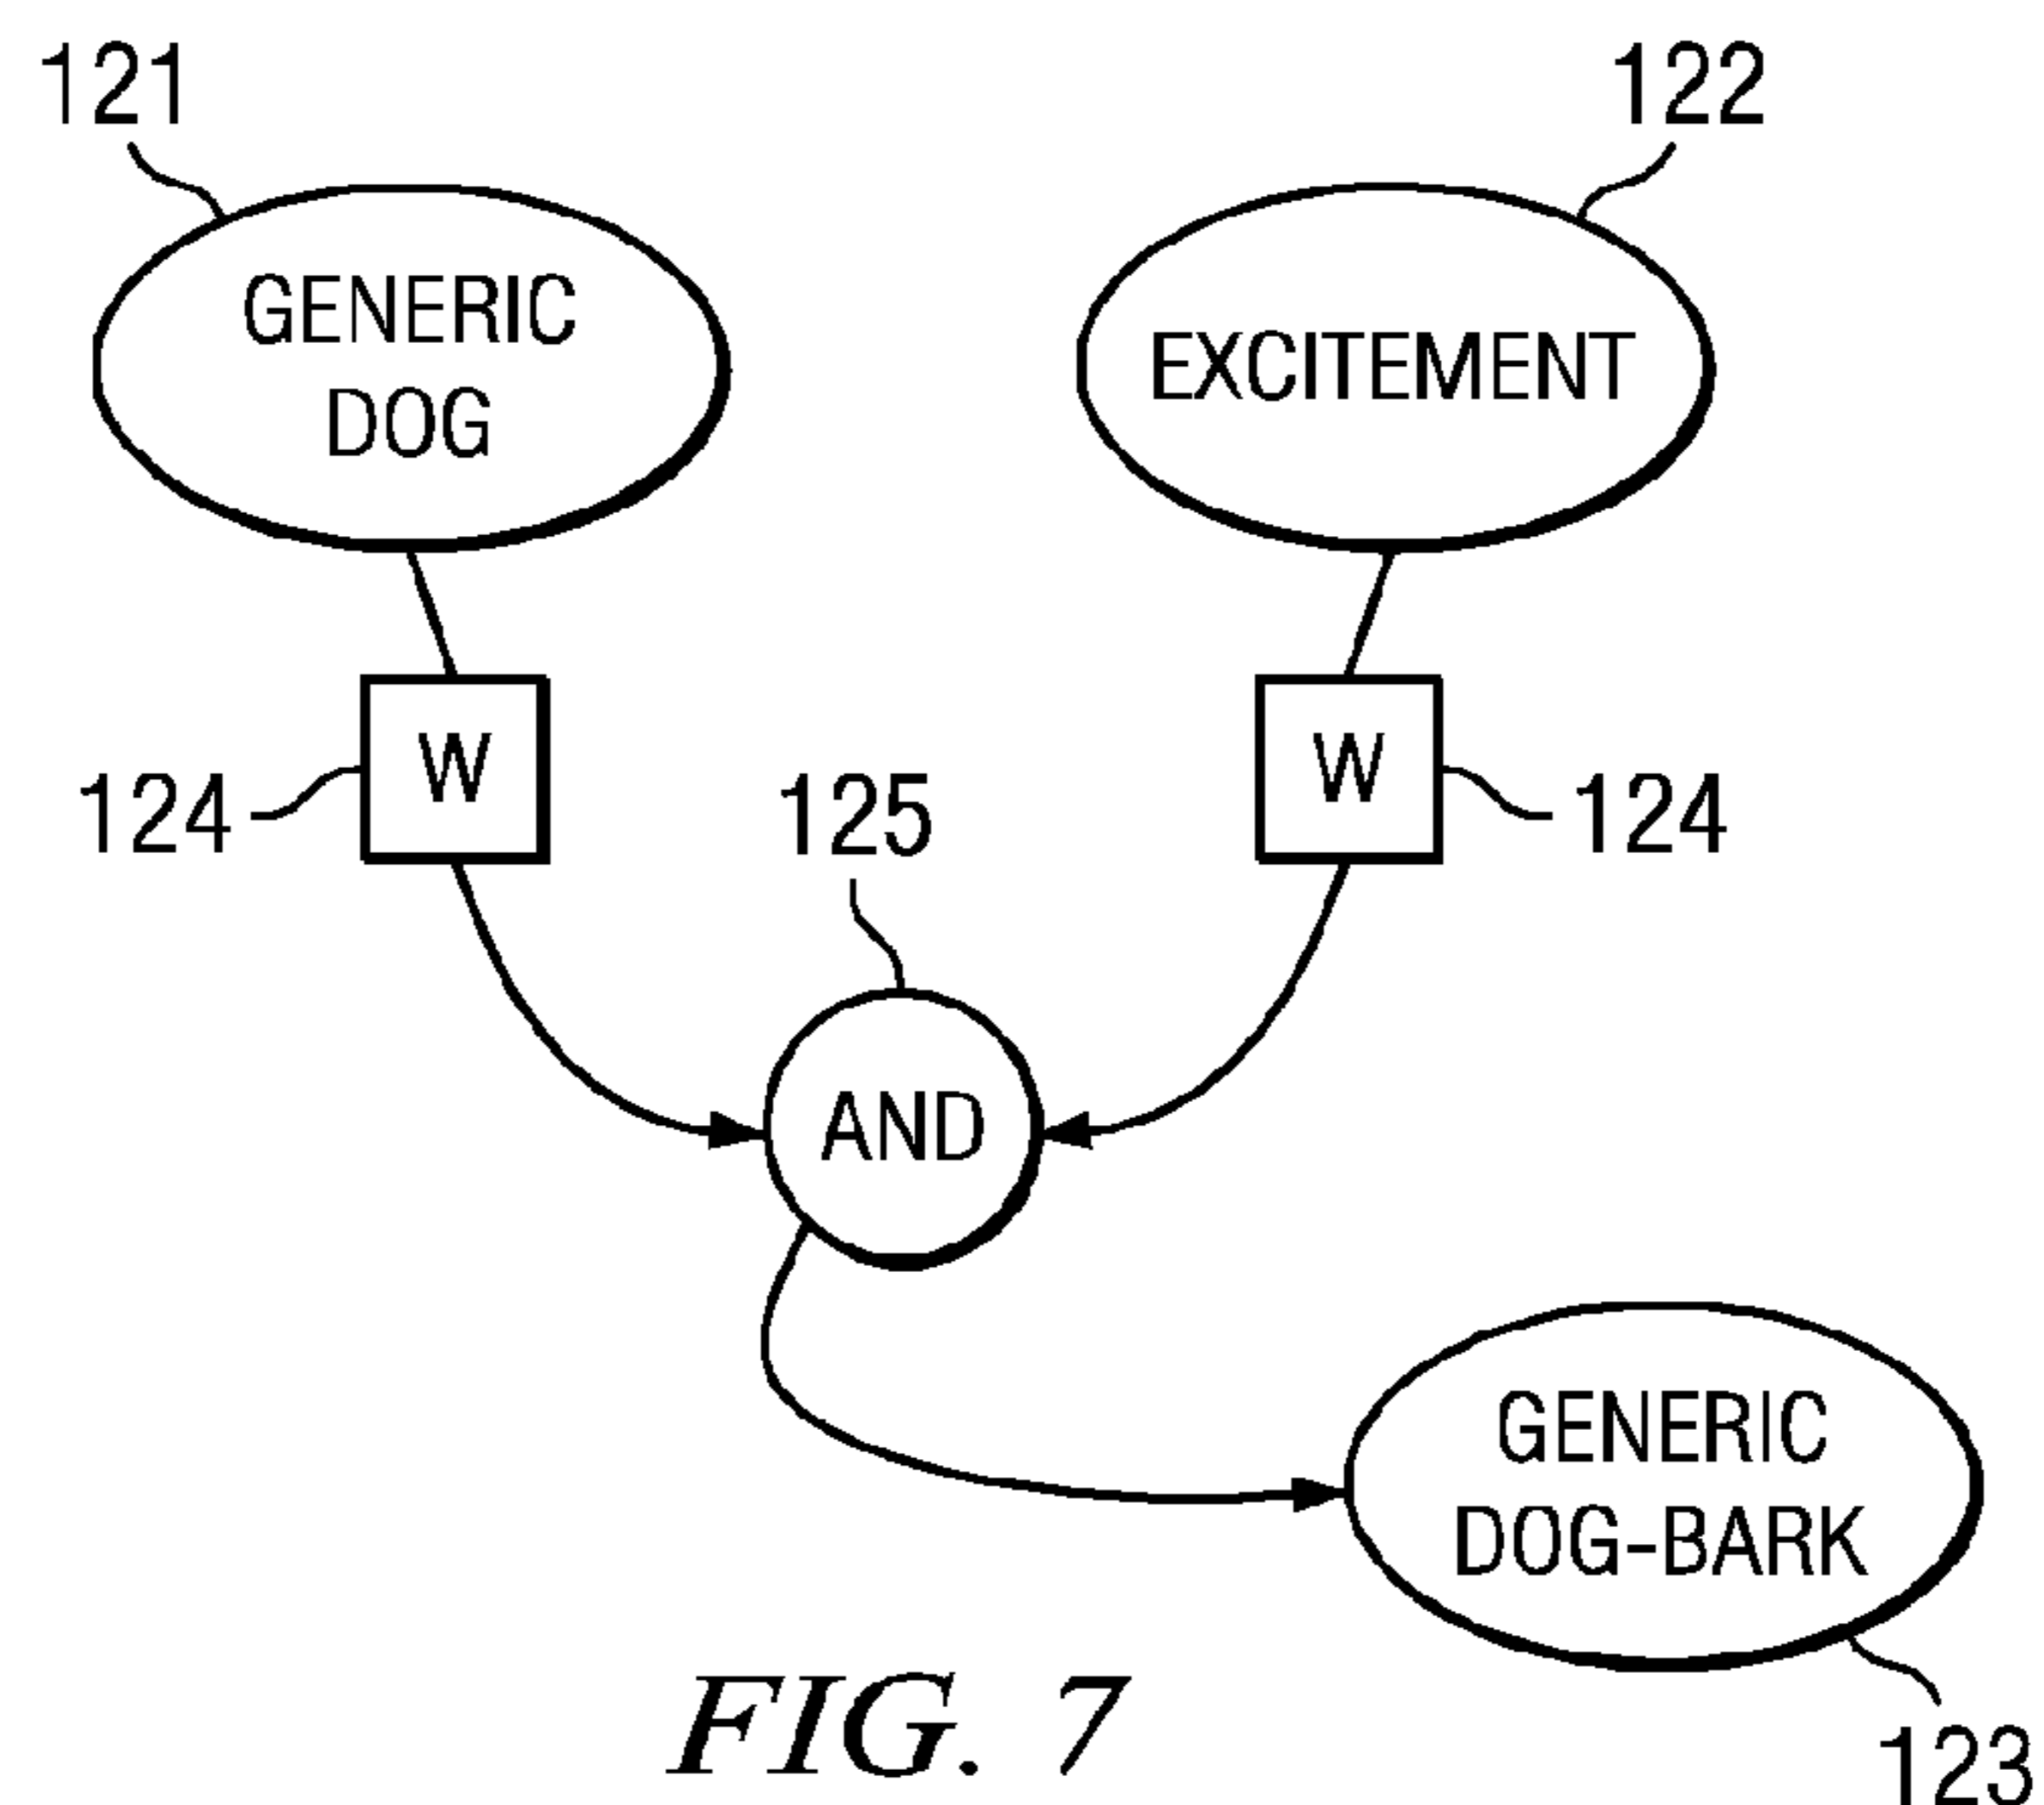 121
122
GENERIC
DOG
EXCITEMENT
W
W
124
125
124
AND
GENERIC
DOG-BARK
FIG. 7
123